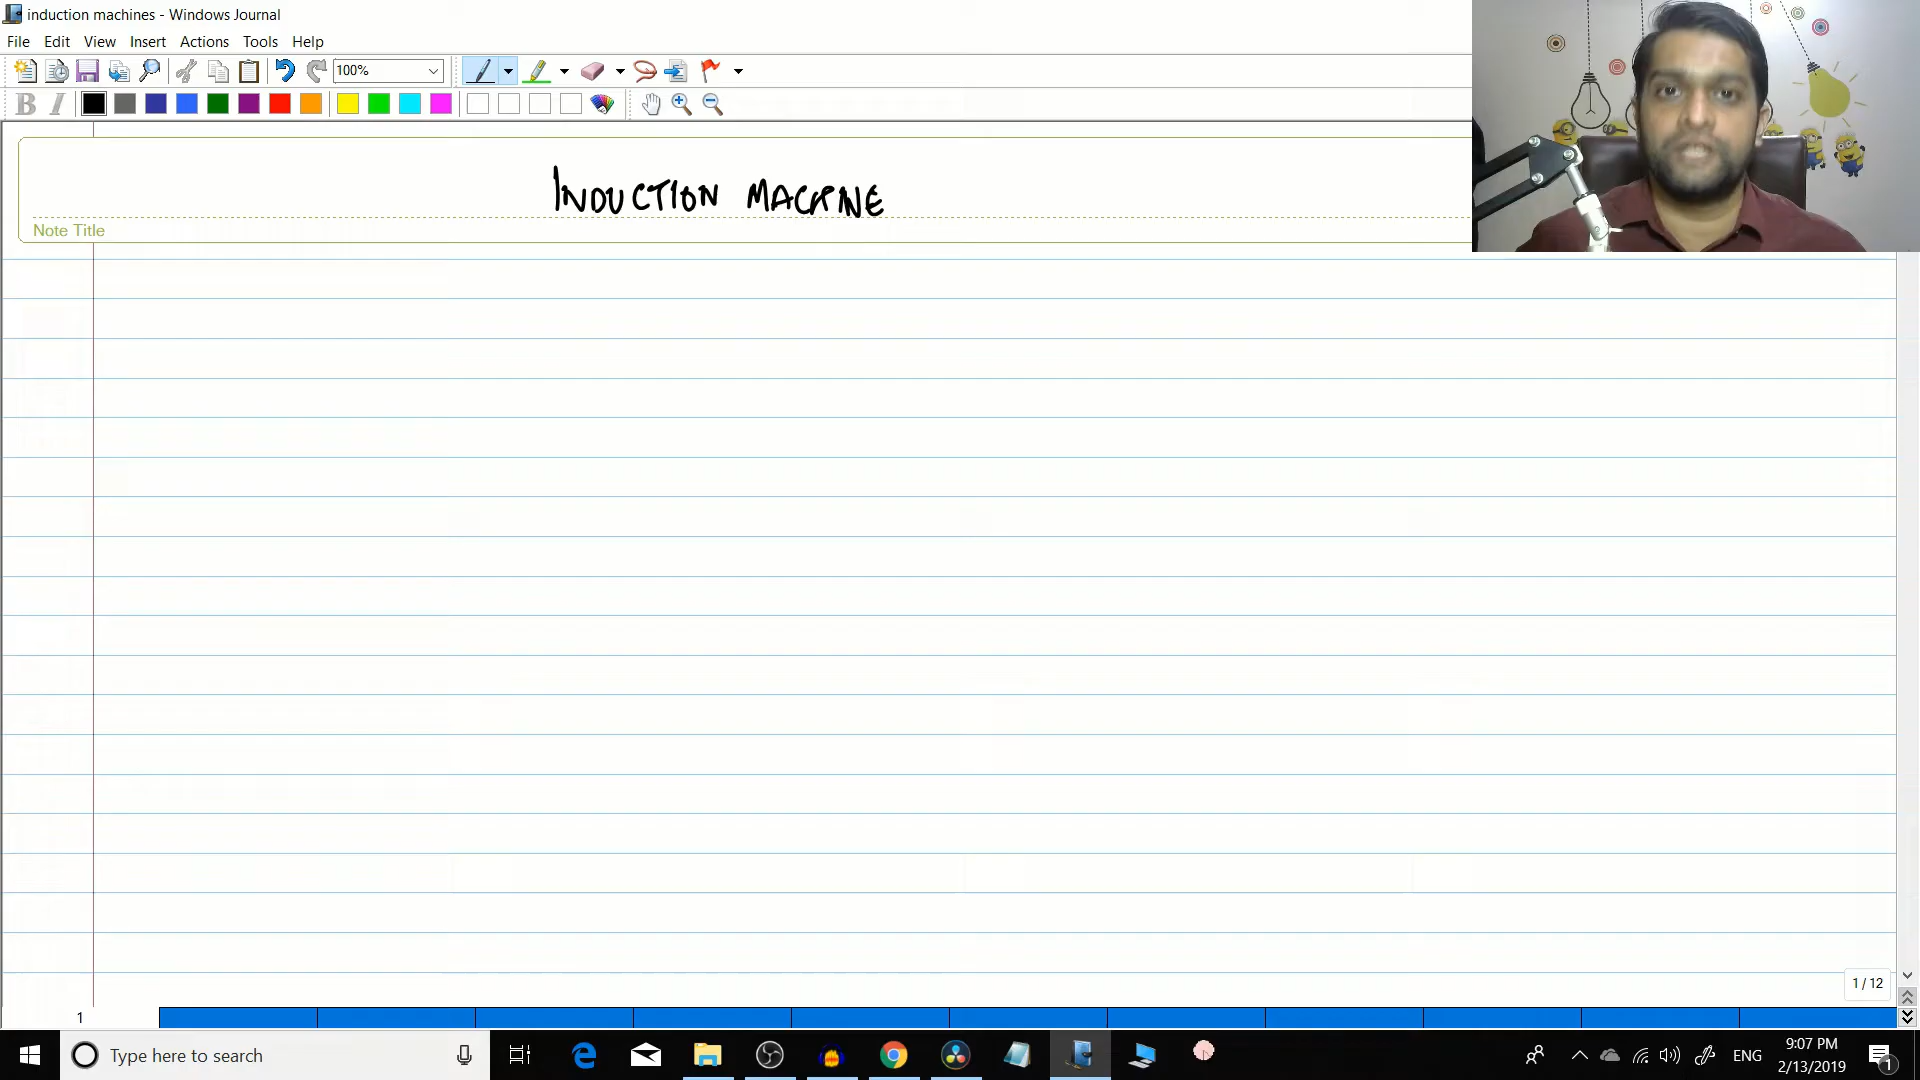 induction machines - Windows Journal
File Edit View Insert Actions Tools Help
100%
B I
INDUCTION MACHINE
Note Title
1 / 12
1
Type here to search
ENG
9:07 PM
2/13/2019
1